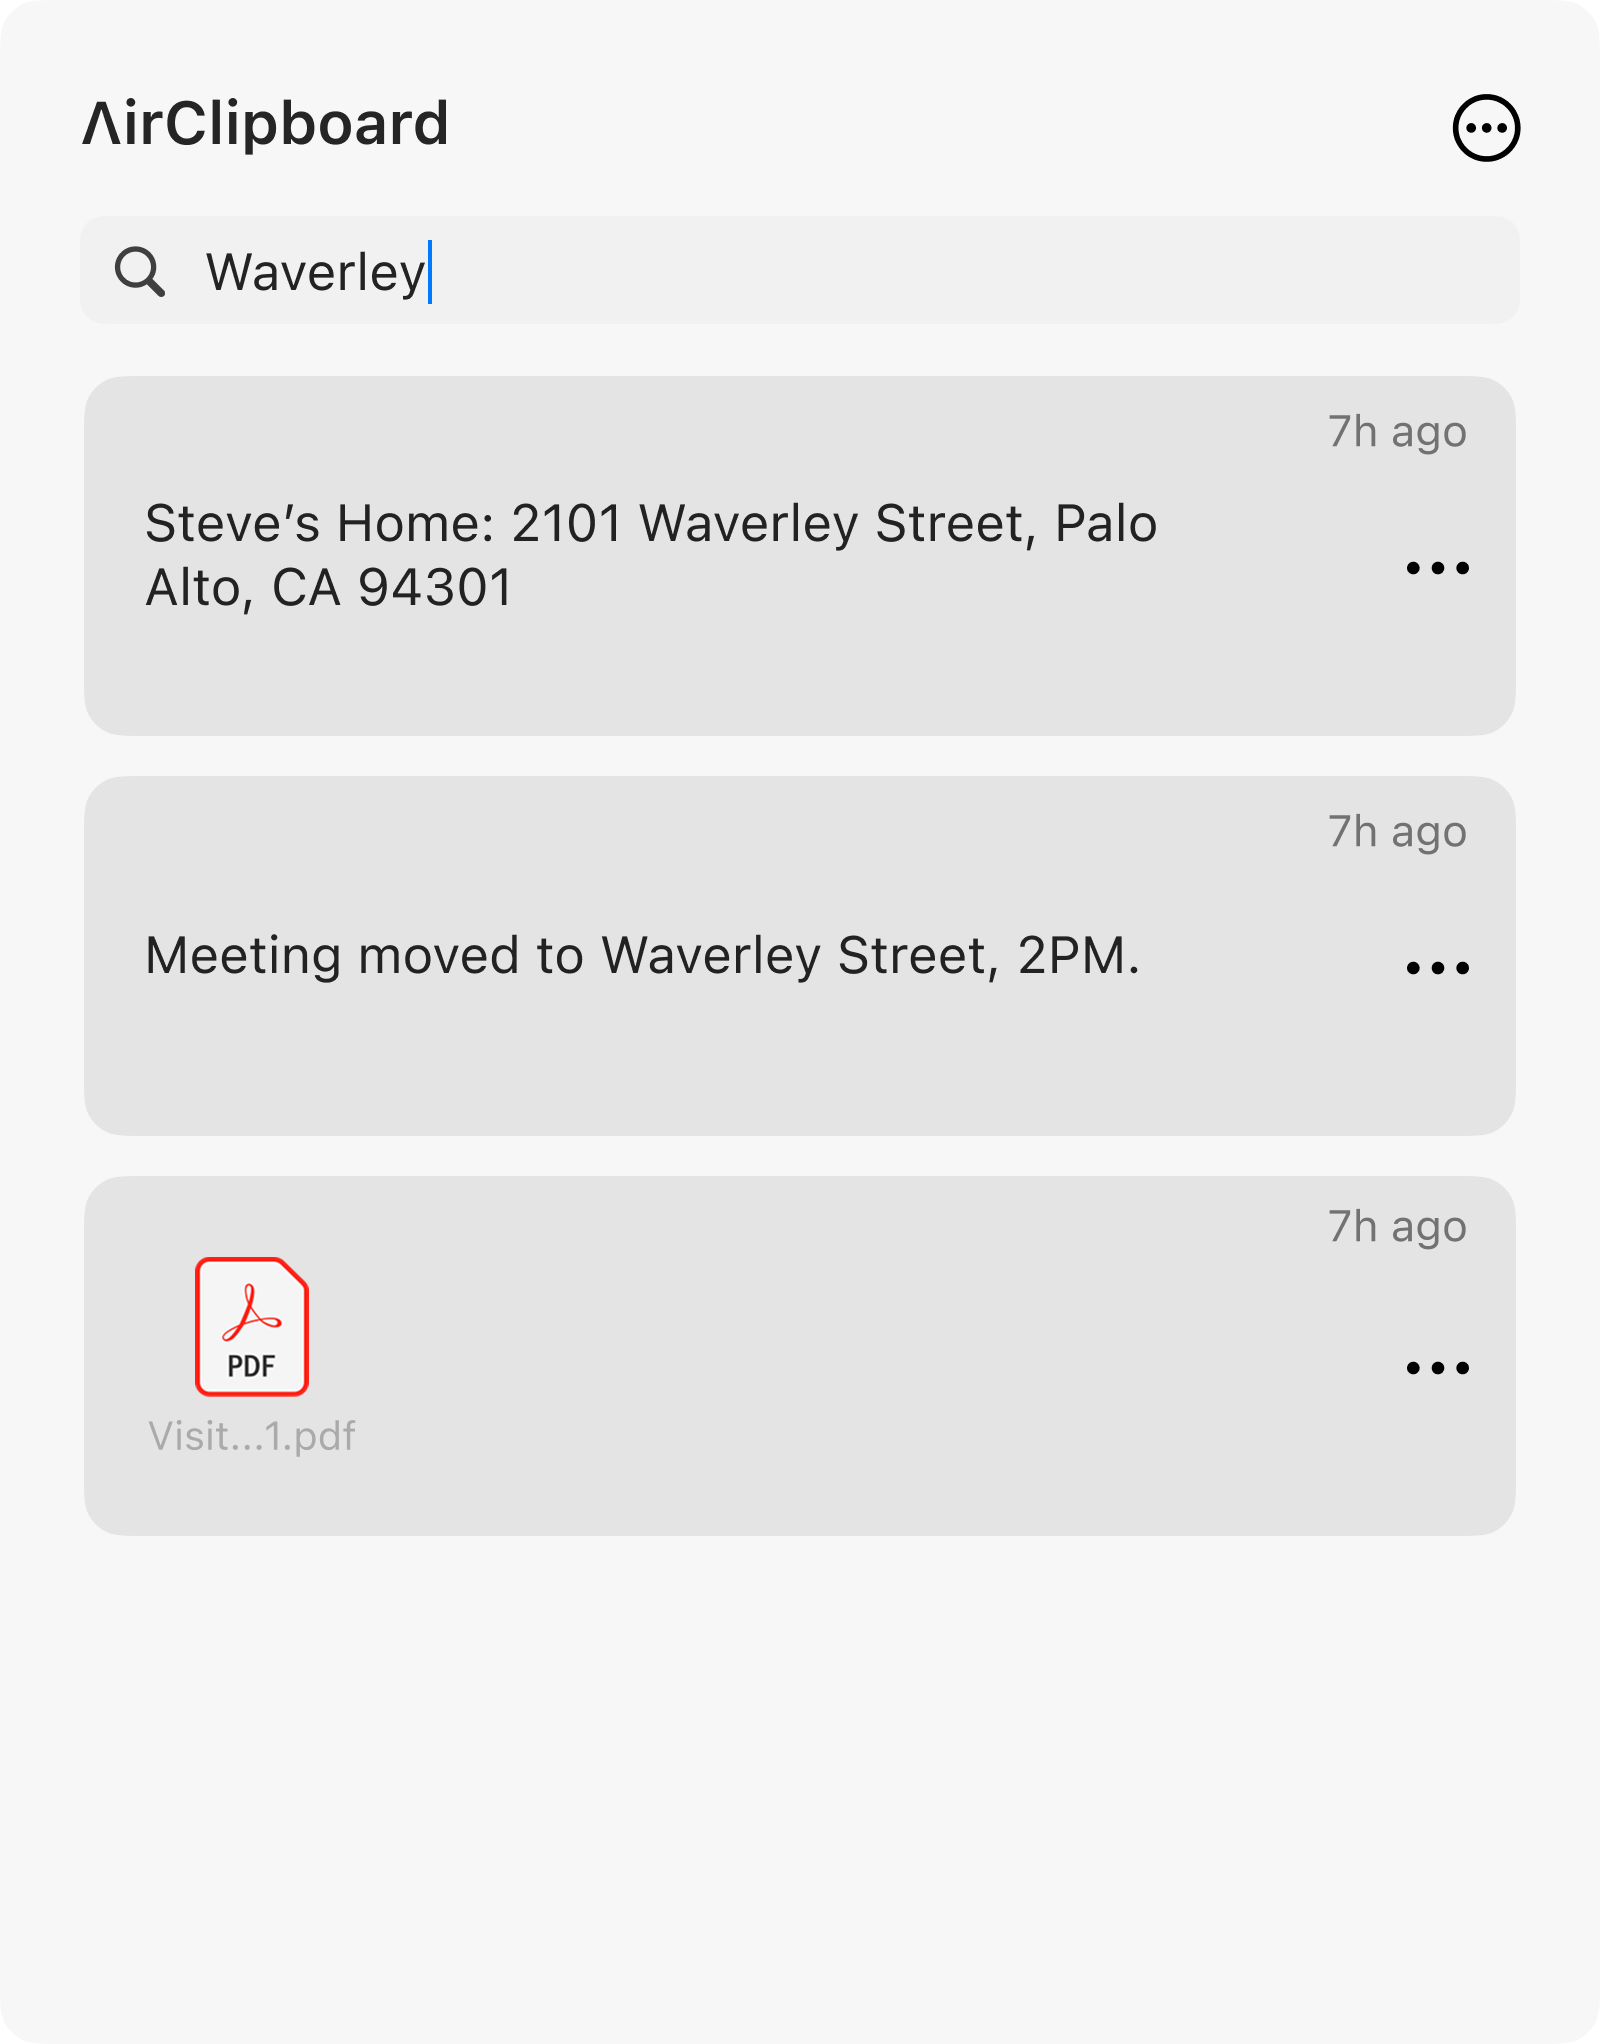 ΛirClipboard
Waverley
7h ago
Steve’s Home: 2101 Waverley Street, Palo
Alto, CA 94301
7h ago
Meeting moved to Waverley Street, 2PM.
7h ago
PDF
Visit...1.pdf